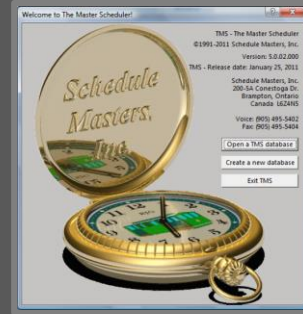 Welcome to The Master Scheduler!
TMS - The Master Scheduler
©1991-2011 Schedule Masters, Inc.
Version: 5.0.02.000
TMS - Release date: January 25, 2011
Schedule Masters, Inc.
200-5A Conestoga Dr.
Brampton, Ontario
Canada L6Z4N5
Voice: (905) 495-5402
Fax: (905) 495-5404
Open a TMS database
Create a new database
Exit TMS
Schedule
Masters,
Inc.